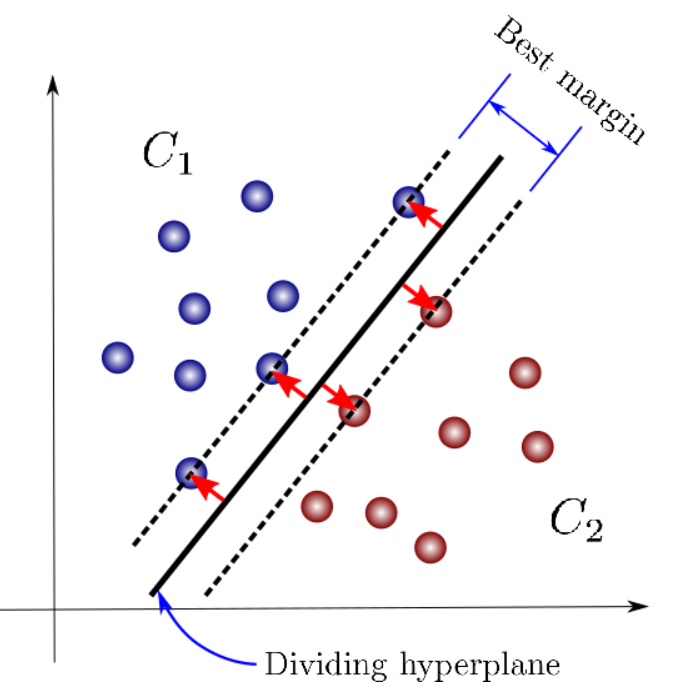 Best margin
C₁
C₂
Dividing hyperplane